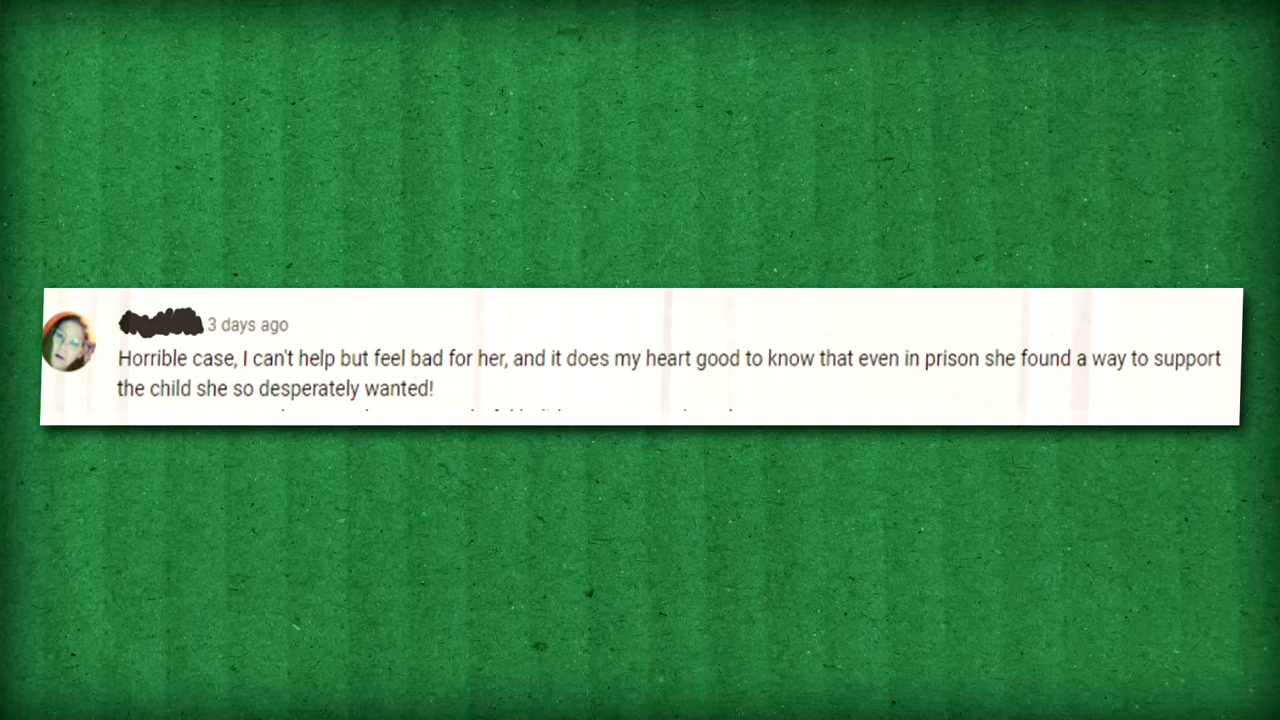 3 days ago
Horrible case, I can't help but feel bad for her, and it does my heart good to know that even in prison she found a way to support
the child she so desperately wanted!